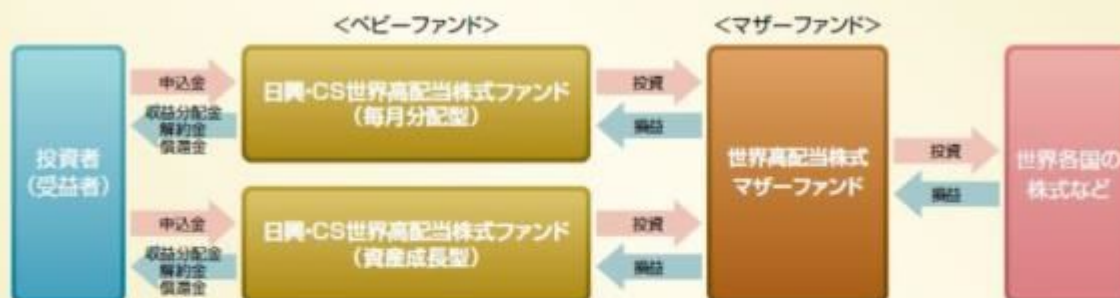 <ベビーファンド>
<マザーファンド>
投資者
(受益者)
申込金
収益分配金
解約金
償還金
日興・CS世界高配当株式ファンド
(毎月分配型)
投資
損益
申込金
収益分配金
解約金
償還金
日興・CS世界高配当株式ファンド
(資産成長型)
投資
損益
世界高配当株式
マザーファンド
投資
損益
世界各国の
株式など